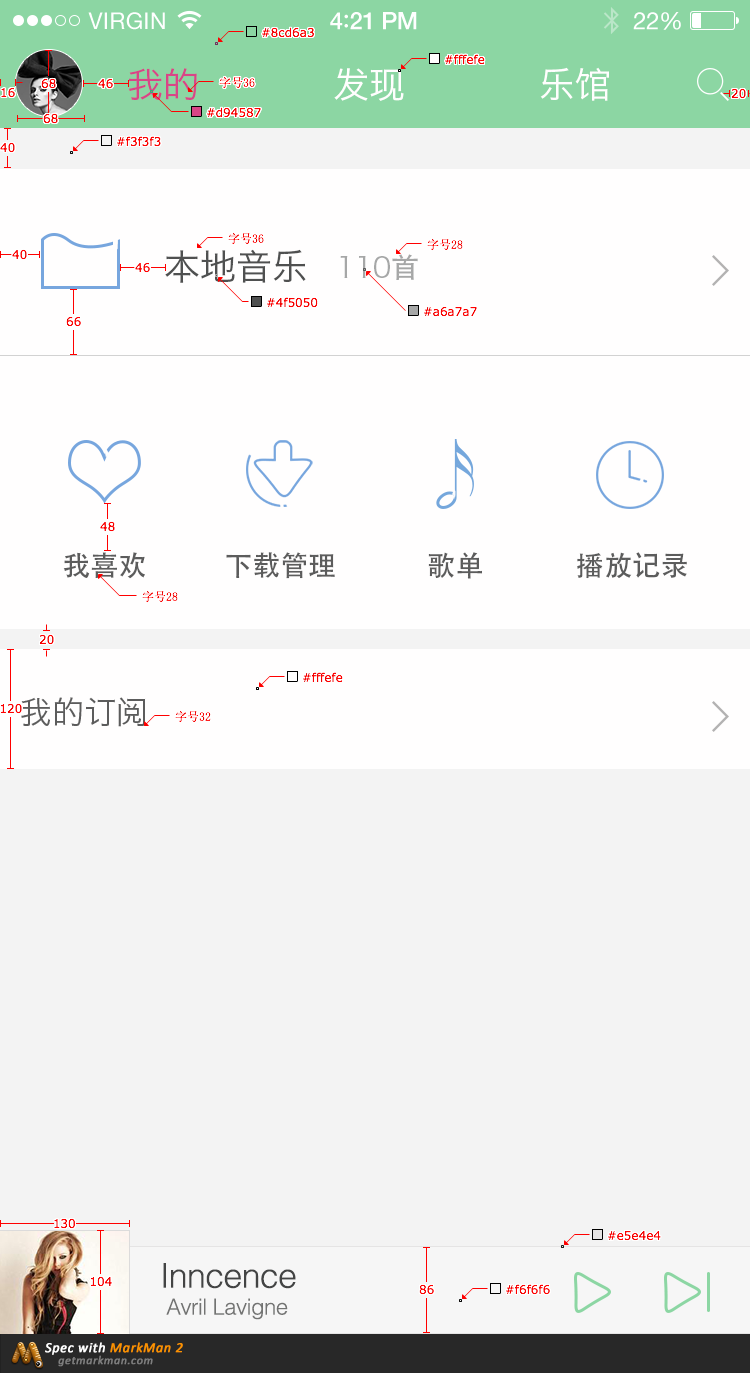 VIRGIN 4:21 PM 22%
#8cd6a3
#fffefe
16 68 46 我的 字号36 发现 乐馆 20
#d94587
68
40 #f3f3f3
字号36 字号28
40 46 本地音乐 110首
#4f5050 #a6a7a7
66
48
我喜欢 下载管理 歌单 播放记录
字号28
20
#fffefe
120 我的订阅 字号32
130
#e5e4e4
104 Inncence 86 #f6f6f6
Avril Lavigne
Spec with MarkMan 2
getmarkman.com